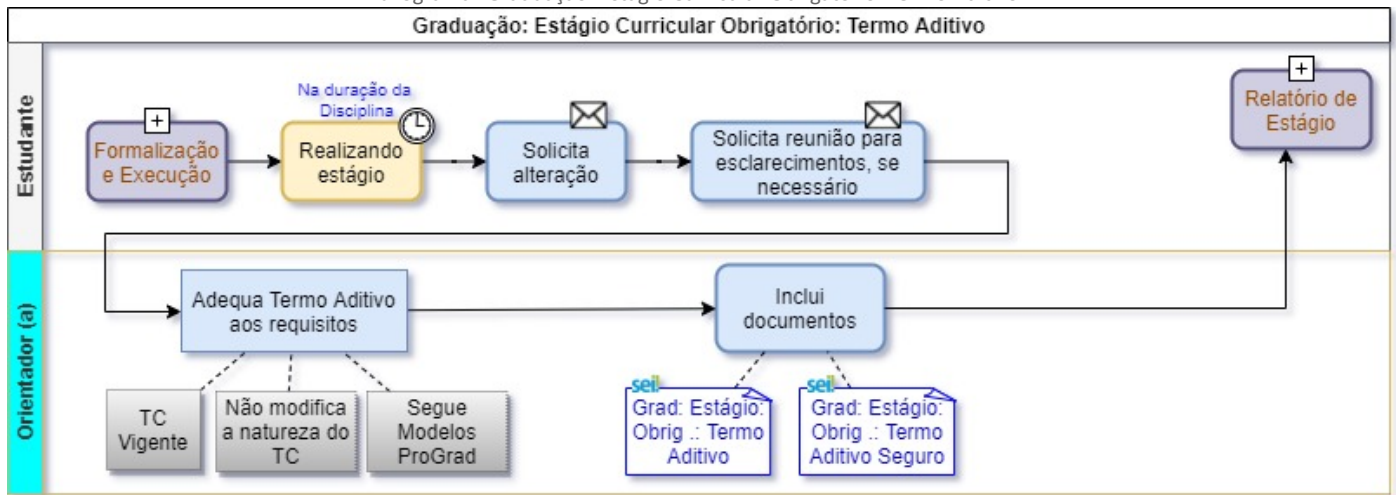 Graduação: Estágio Curricular Obrigatório: Termo Aditivo
Estudante
Na duração da
Disciplina
Formalização
e Execução
Realizando
estágio
Solicita
alteração
Solicita reunião para
esclarecimentos, se
necessário
Relatório de
Estágio
Orientador (a)
Adequa Termo Aditivo
aos requisitos
Inclui
documentos
TC
Vigente
Não modifica
a natureza do
TC
Segue
Modelos
ProGrad
sei!
Grad: Estágio:
Obrig .: Termo
Aditivo
sei!
Grad: Estágio:
Obrig .: Termo
Aditivo Seguro